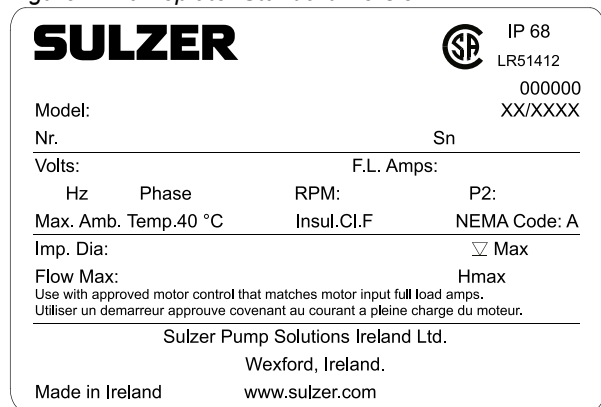 SULZER
IP 68
LR51412
000000
Model: XX/XXXX
Nr. Sn
Volts: F.L. Amps:
Hz Phase RPM: P2:
Max. Amb. Temp.40 °C Insul.Cl.F NEMA Code: A
Imp. Dia: Max
Flow Max: Hmax
Use with approved motor control that matches motor input full load amps.
Utiliser un demarreur approuve covenant au courant a pleine charge du moteur.
Sulzer Pump Solutions Ireland Ltd.
Wexford, Ireland.
Made in Ireland www.sulzer.com